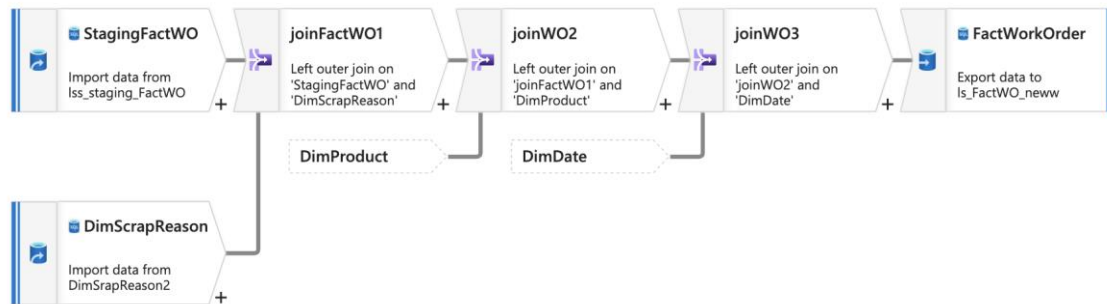 StagingFactWO
Import data from
lss_staging_FactWO
+
joinFactWO1
Left outer join on
'StagingFactWO' and
'DimScrapReason'
+
joinWO2
Left outer join on
'joinFactWO1' and
'DimProduct'
+
joinWO3
Left outer join on
'joinWO2' and
'DimDate'
+
FactWorkOrder
Export data to
ls_FactWO_neww
DimProduct
DimDate
DimScrapReason
Import data from
DimSrapReason2
+